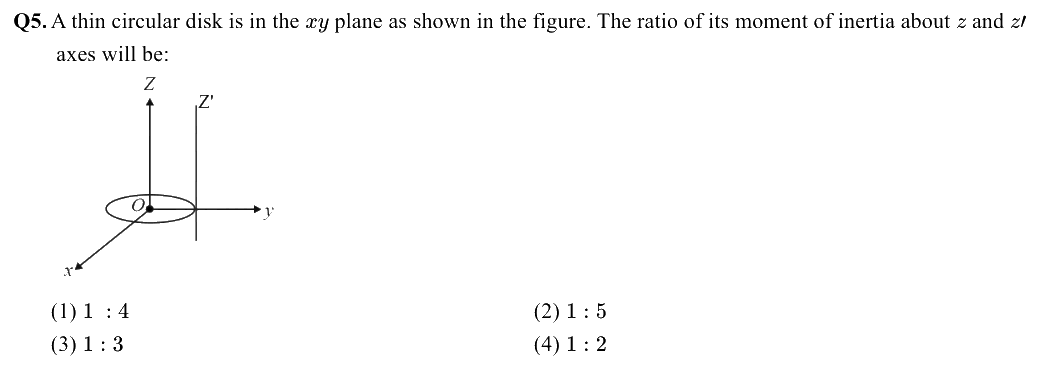 Q5. A thin circular disk is in the xy plane as shown in the figure. The ratio of its moment of inertia about z and z′
axes will be:
Z
Z'
O
y
x
(1) 1 : 4
(2) 1 : 5
(3) 1 : 3
(4) 1 : 2